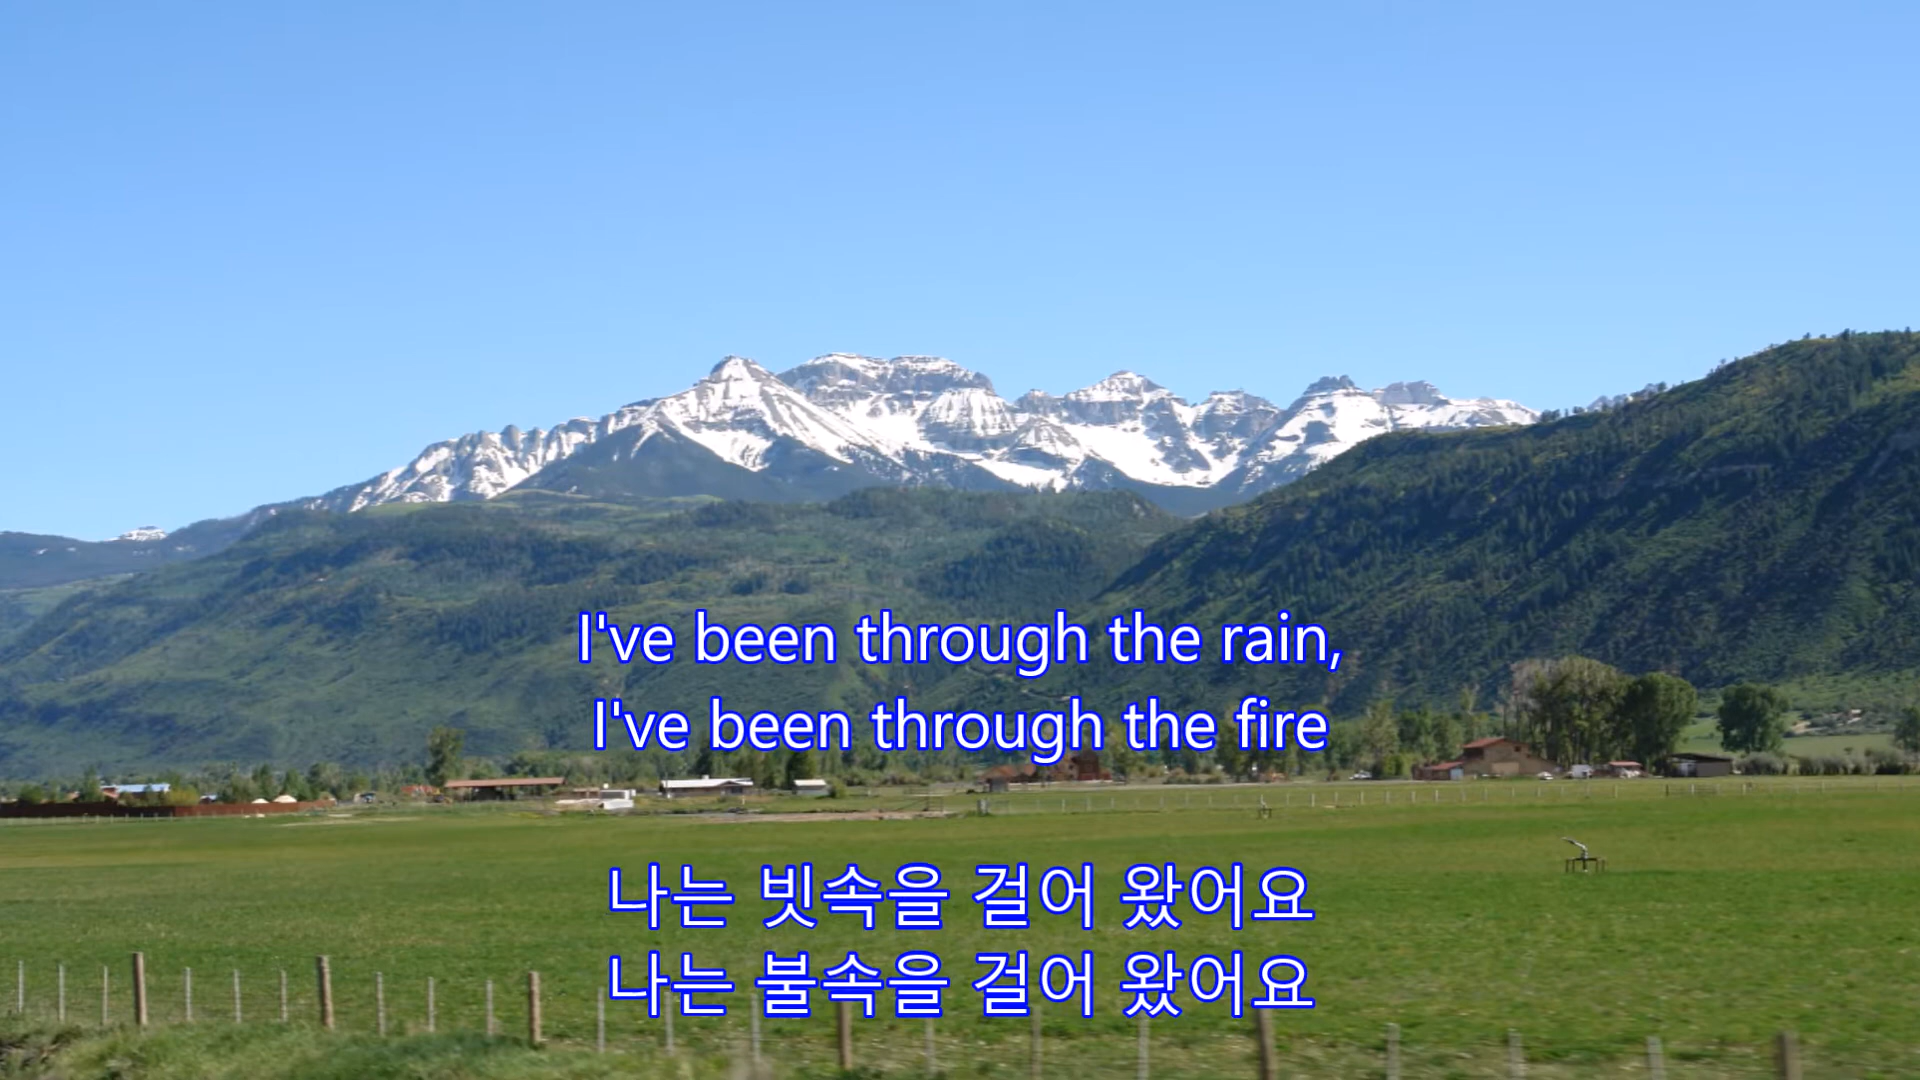 I've been through the rain,
I've been through the fire
나는 빗속을 걸어 왔어요
나는 불속을 걸어 왔어요